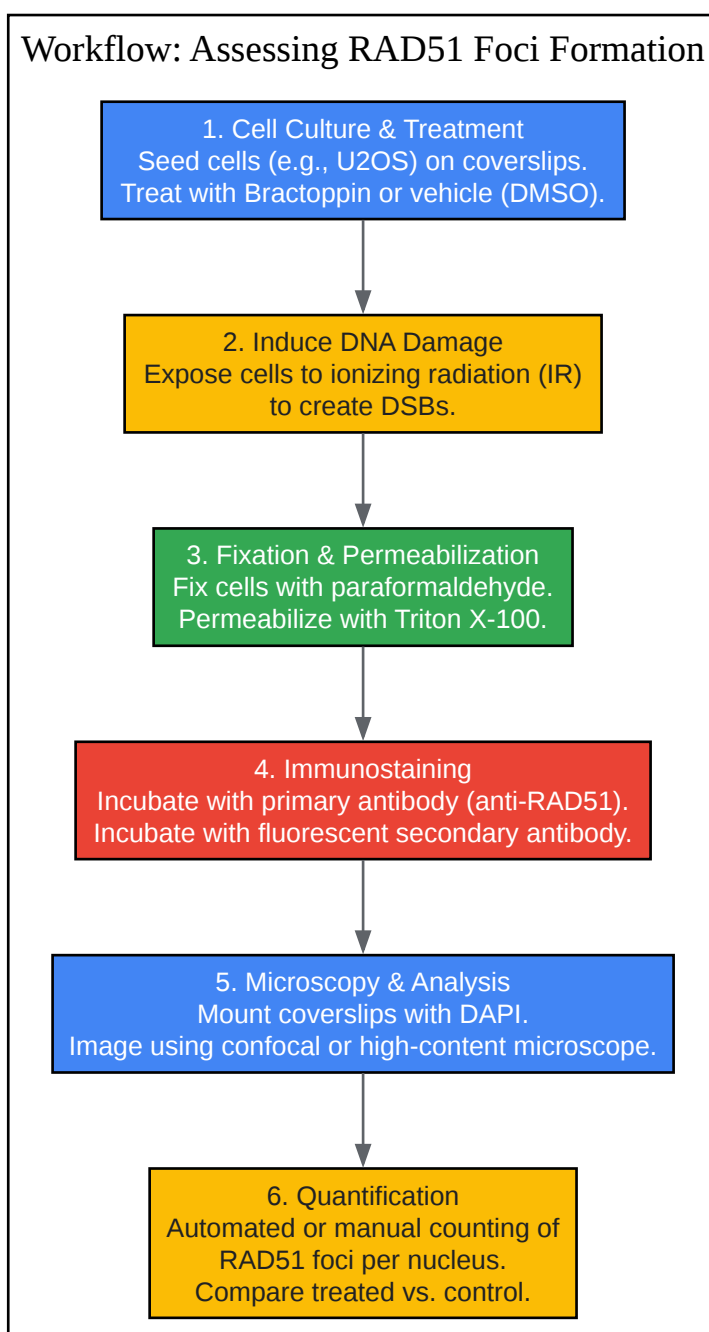 Workflow: Assessing RAD51 Foci Formation
1. Cell Culture & Treatment
Seed cells (e.g., U2OS) on coverslips.
Treat with Bractoppin or vehicle (DMSO).
2. Induce DNA Damage
Expose cells to ionizing radiation (IR)
to create DSBs.
3. Fixation & Permeabilization
Fix cells with paraformaldehyde.
Permeabilize with Triton X-100.
4. Immunostaining
Incubate with primary antibody (anti-RAD51).
Incubate with fluorescent secondary antibody.
5. Microscopy & Analysis
Mount coverslips with DAPI.
Image using confocal or high-content microscope.
6. Quantification
Automated or manual counting of
RAD51 foci per nucleus.
Compare treated vs. control.